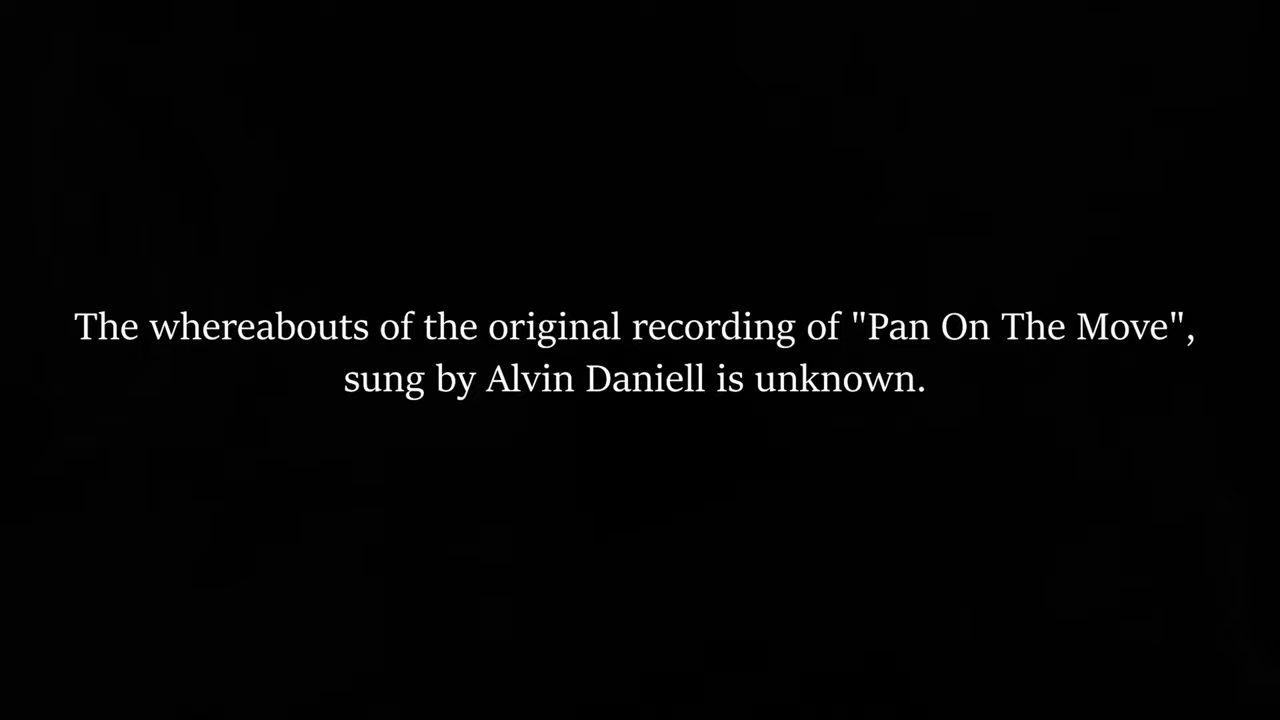 The whereabouts of the original recording of "Pan On The Move",
sung by Alvin Daniell is unknown.